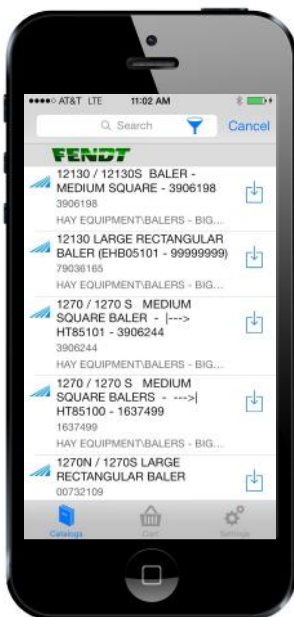 AT&T LTE 11:02 AM
Search Cancel
FENDT
12130 / 12130S BALER -
MEDIUM SQUARE - 3906198
3906198
HAY EQUIPMENT\BALERS - BIG...
12130 LARGE RECTANGULAR
BALER (EHB05101 - 99999999)
79036165
HAY EQUIPMENT\BALERS - BIG...
1270 / 1270 S MEDIUM
SQUARE BALER - |--->
HT85101 - 3906244
3906244
HAY EQUIPMENT\BALERS - BIG...
1270 / 1270 S MEDIUM
SQUARE BALERS - --->|
HT85100 - 1637499
1637499
HAY EQUIPMENT\BALERS - BIG...
1270N / 1270S LARGE
RECTANGULAR BALER
00732109
Catalogs Cart Settings